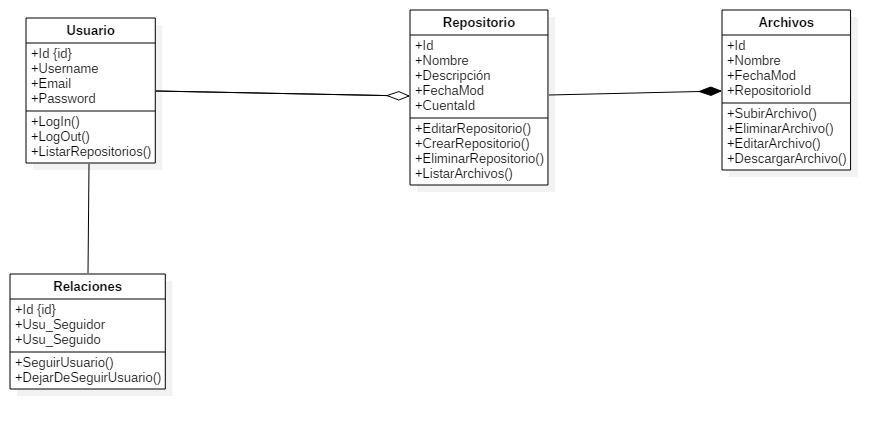 Usuario
+Id {id}
+Username
+Email
+Password
+LogIn()
+LogOut()
+ListarRepositorios()
Repositorio
+Id
+Nombre
+Descripción
+FechaMod
+CuentaId
+EditarRepositorio()
+CrearRepositorio()
+EliminarRepositorio()
+ListarArchivos()
Archivos
+Id
+Nombre
+FechaMod
+RepositorioId
+SubirArchivo()
+EliminarArchivo()
+EditarArchivo()
+DescargarArchivo()
Relaciones
+Id {id}
+Usu_Seguidor
+Usu_Seguido
+SeguirUsuario()
+DejarDeSeguirUsuario()